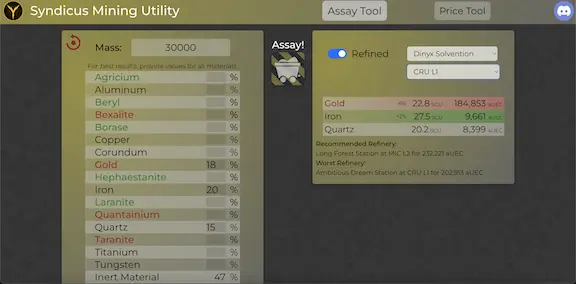 Syndicus Mining Utility
Assay Tool
Price Tool
Mass: 30000
For best results, provide values for all materials
Agricium %
Aluminum %
Beryl %
Bexalite %
Borase %
Copper %
Corundum %
Gold 18 %
Hephaestanite %
Iron 20 %
Laranite %
Quantainium %
Quartz 15 %
Taranite %
Titanium %
Tungsten %
Inert Material 47 %
Assay!
Refined
Dinyx Solvention
CRU L1
Gold 22.8 SCU 184,853 aUEC
Iron 27.5 SCU 9,661 aUEC
Quartz 20.2 SCU 8,399 aUEC
Recommended Refinery:
Long Forest Station at MIC L2 for 232,221 aUEC
Worst Refinery:
Ambitious Dream Station at CRU L1 for 202,913 aUEC